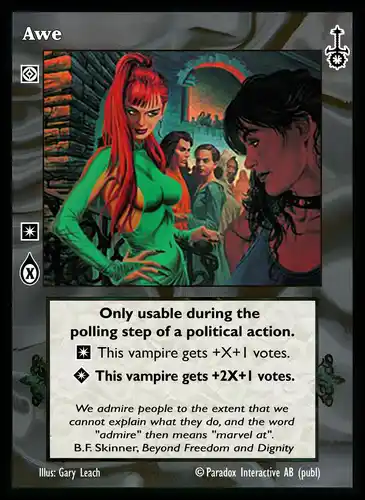 Awe
X
Only usable during the
polling step of a political action.
This vampire gets +X+1 votes.
This vampire gets +2X+1 votes.
We admire people to the extent that we
cannot explain what they do, and the word
"admire" then means "marvel at".
B.F. Skinner, Beyond Freedom and Dignity
Illus: Gary Leach © Paradox Interactive AB (publ)